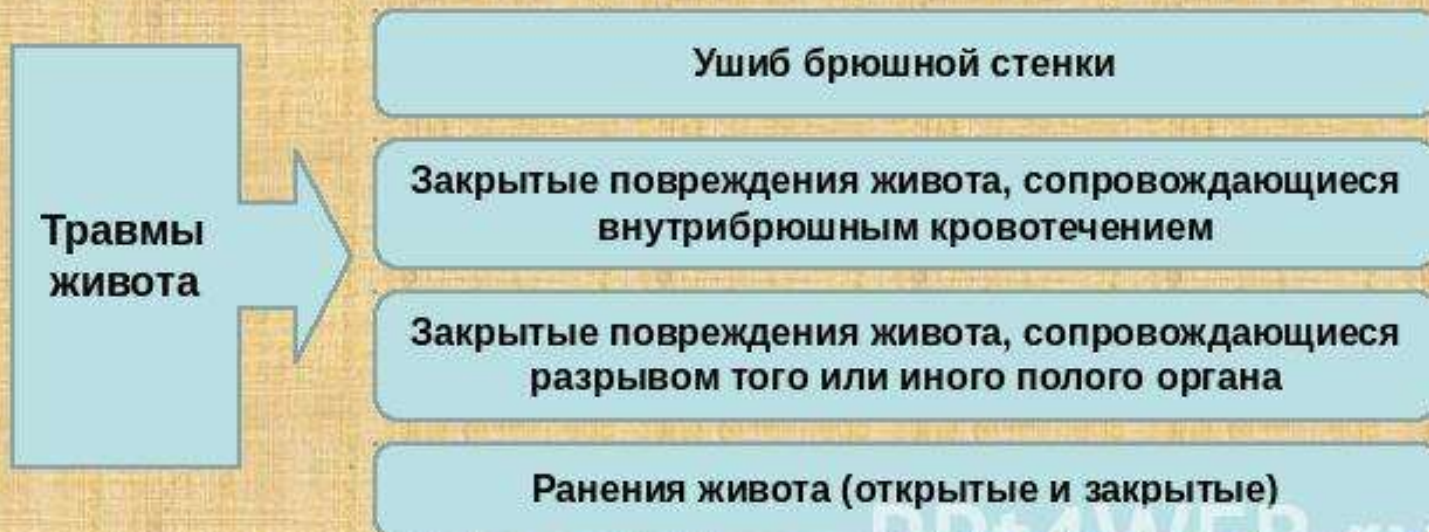 Травмы
живота
Ушиб брюшной стенки
Закрытые повреждения живота, сопровождающиеся
внутрибрюшным кровотечением
Закрытые повреждения живота, сопровождающиеся
разрывом того или иного полого органа
Ранения живота (открытые и закрытые)